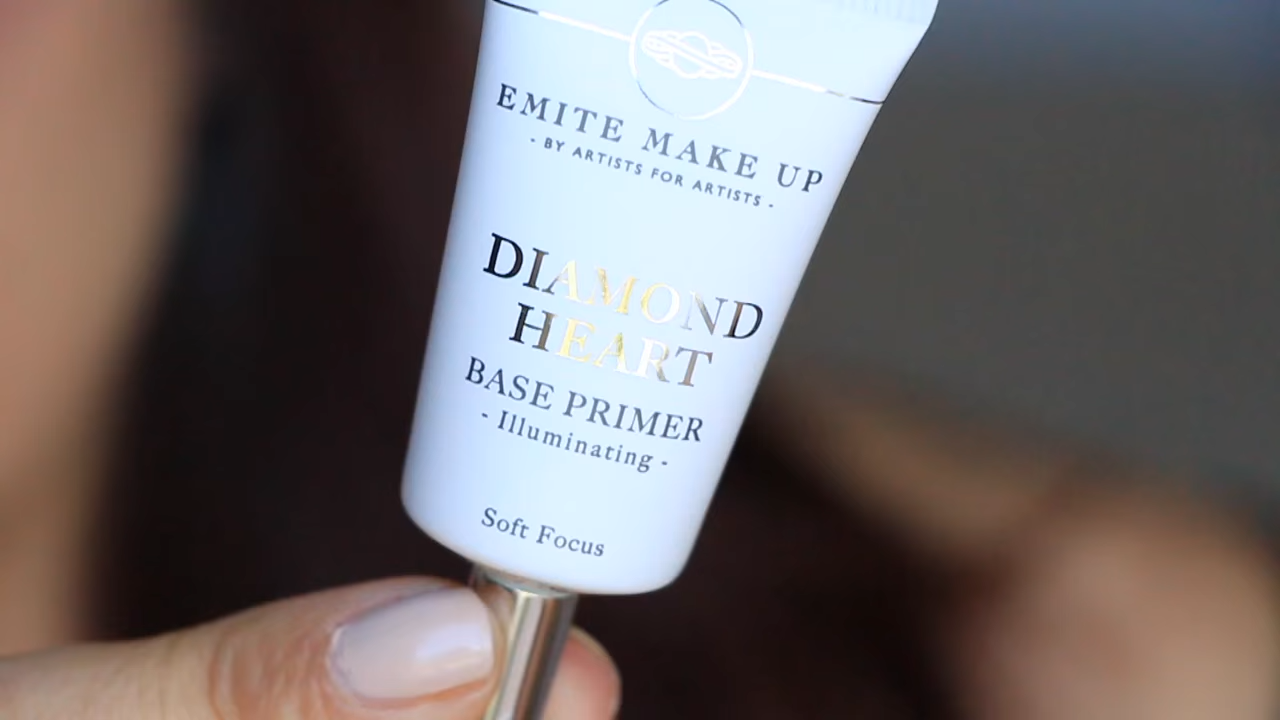 EMITE MAKE UP
- BY ARTISTS FOR ARTISTS -
DIAMOND
HEART
BASE PRIMER
- Illuminating -
Soft Focus